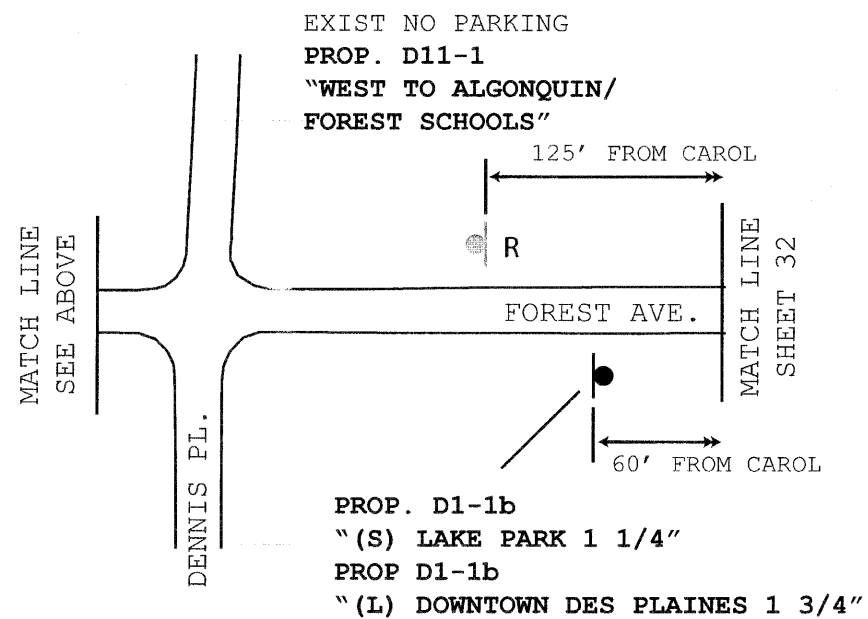 EXIST NO PARKING
PROP. D11-1
"WEST TO ALGONQUIN/
FOREST SCHOOLS"
125' FROM CAROL
R
MATCH LINE
SEE ABOVE
FOREST AVE.
MATCH LINE
SHEET 32
DENNIS PL.
60' FROM CAROL
PROP. D1-1b
"(S) LAKE PARK 1 1/4"
PROP D1-1b
"(L) DOWNTOWN DES PLAINES 1 3/4"